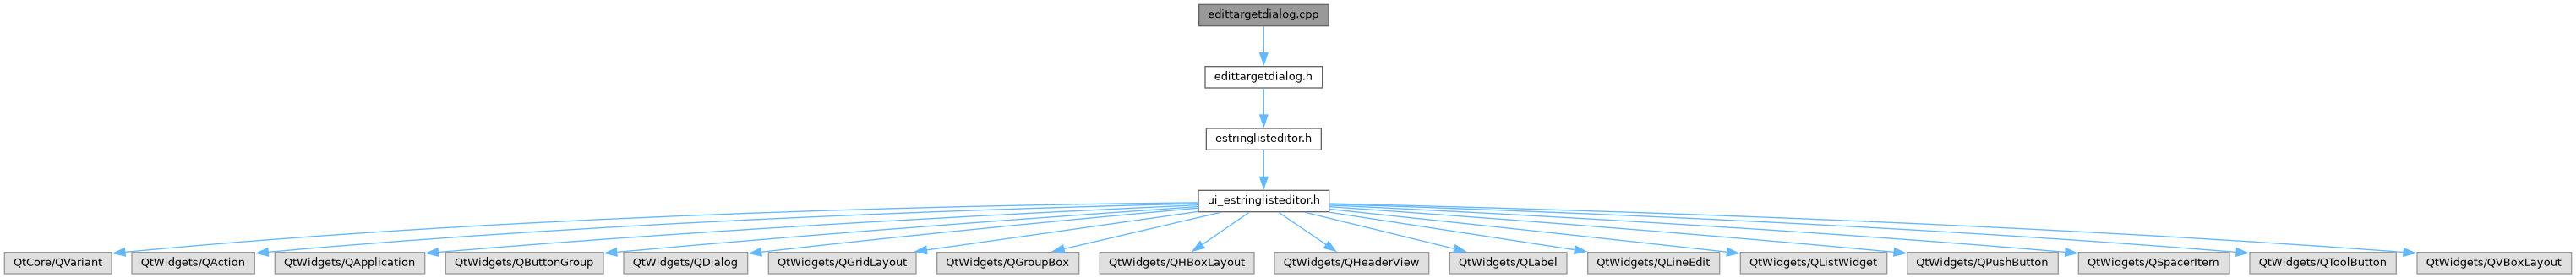 edittargetdialog.cpp
edittargetdialog.h
estringlisteditor.h
ui_estringlisteditor.h
QtCore/QVariant
QtWidgets/QAction
QtWidgets/QApplication
QtWidgets/QButtonGroup
QtWidgets/QDialog
QtWidgets/QGridLayout
QtWidgets/QGroupBox
QtWidgets/QHBoxLayout
QtWidgets/QHeaderView
QtWidgets/QLabel
QtWidgets/QLineEdit
QtWidgets/QListWidget
QtWidgets/QPushButton
QtWidgets/QSpacerItem
QtWidgets/QToolButton
QtWidgets/QVBoxLayout